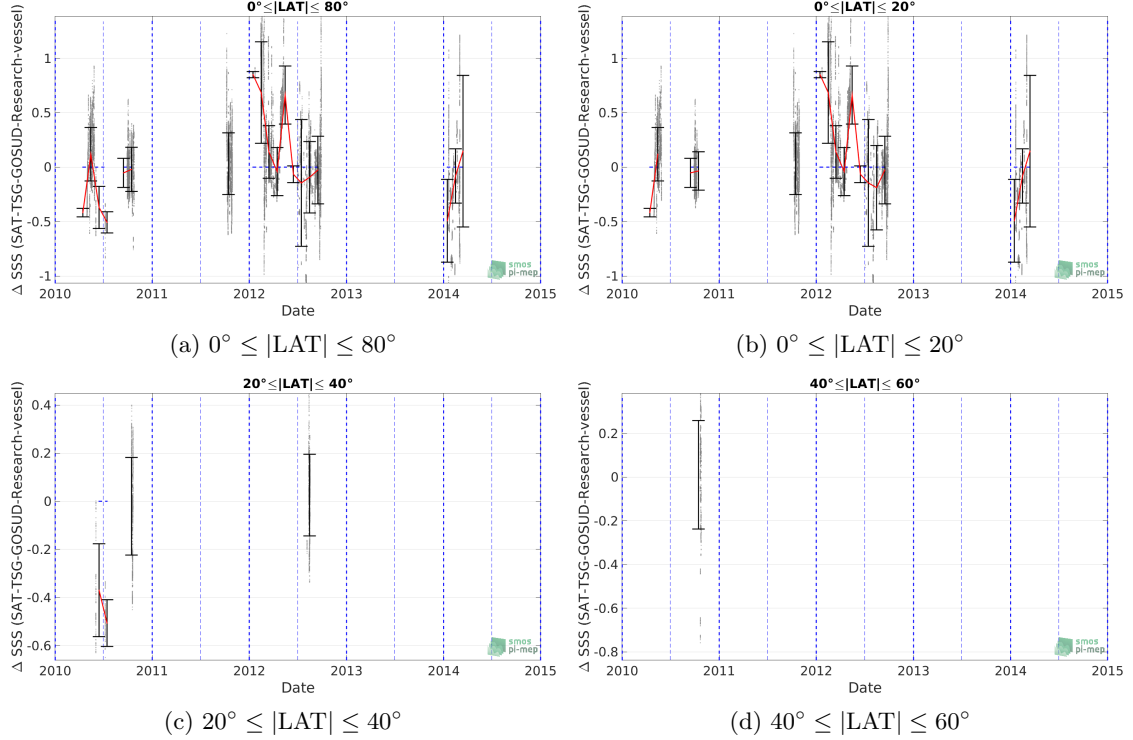 0°≤|LAT|≤ 80°
Δ SSS (SAT-TSG-GOSUD-Research-vessel)
1
0.5
0
-0.5
-1
2010 2011 2012 2013 2014 2015
Date
smos
pi-mep
(a) 0° ≤ |LAT| ≤ 80°
0°≤|LAT|≤ 20°
Δ SSS (SAT-TSG-GOSUD-Research-vessel)
1
0.5
0
-0.5
-1
2010 2011 2012 2013 2014 2015
Date
smos
pi-mep
(b) 0° ≤ |LAT| ≤ 20°
20°≤|LAT|≤ 40°
Δ SSS (SAT-TSG-GOSUD-Research-vessel)
0.4
0.2
0
-0.2
-0.4
-0.6
2010 2011 2012 2013 2014 2015
Date
smos
pi-mep
(c) 20° ≤ |LAT| ≤ 40°
40°≤|LAT|≤ 60°
Δ SSS (SAT-TSG-GOSUD-Research-vessel)
0.2
0
-0.2
-0.4
-0.6
-0.8
2010 2011 2012 2013 2014 2015
Date
smos
pi-mep
(d) 40° ≤ |LAT| ≤ 60°